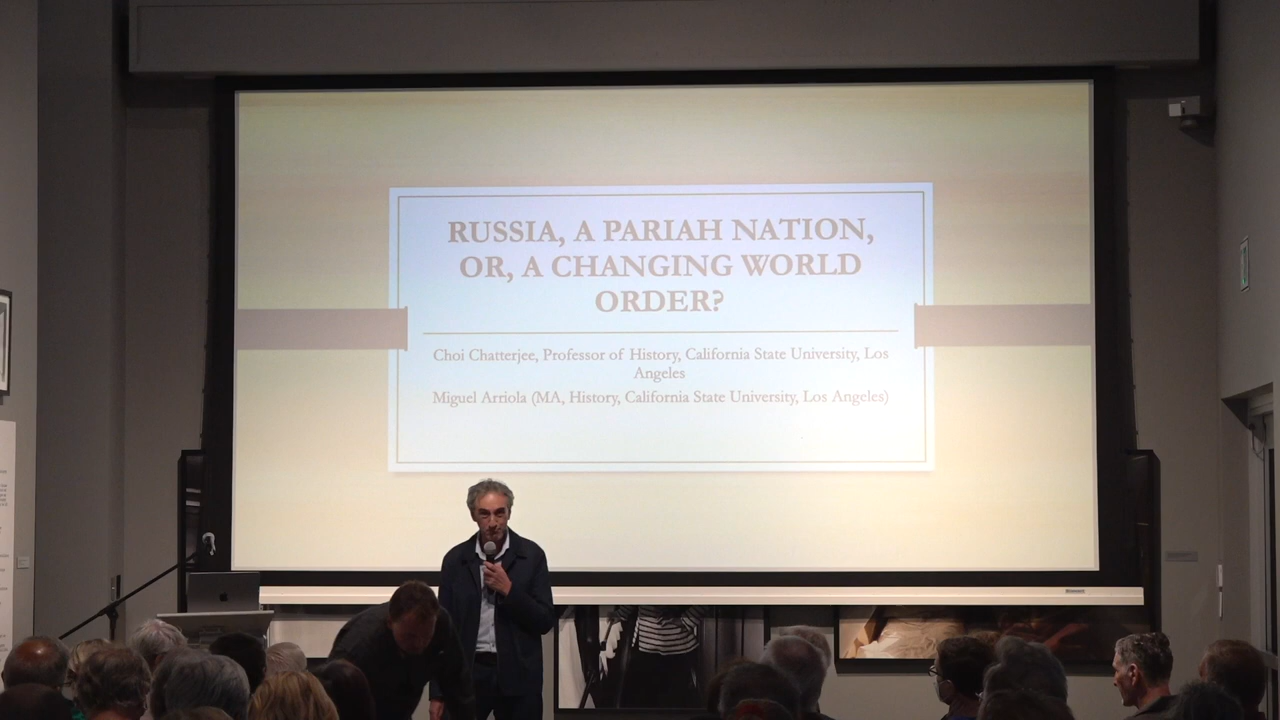 RUSSIA, A PARIAH NATION,
OR, A CHANGING WORLD
ORDER?
Choi Chatterjee, Professor of History, California State University, Los
Angeles
Miguel Arriola (MA, History, California State University, Los Angeles)